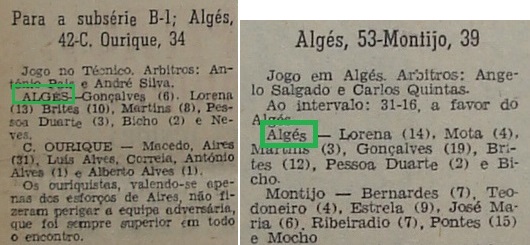 Para a subsérie B-1; Algés,
42-C. Ourique, 34
Jogo no Técnico. Arbitros: An-
tónio Pais e André Silva.
ALGÉS—Gonçalves (6). Lorena
(13) Brites (10), Martins (8), Pes-
soa Duarte (3), Bicho (2) e Ne-
ves.
C. OURIQUE — Macedo, Aires
(31), Luís Alves, Correia, António
Alves (1) e Alberto Alves (1).
Os ouriquistas, valendo-se ape-
nas dos esforços de Aires, não fi-
zeram perigar a equipa adversária,
que foi sempre superior em todo
o encontro.
Algés, 53-Montijo, 39
Jogo em Algés. Arbitros: Ange-
lo Salgado e Carlos Quintas.
Ao intervalo: 31-16, a favor do
Algés.
Algés — Lorena (14), Mota (4),
Martins (3), Gonçalves (19), Bri-
tes (12), Pessoa Duarte (2) e Bi-
cho.
Montijo — Bernardes (7), Teo-
doneiro (4), Estrela (9), José Ma-
ria (6), Ribeiradio (7), Pontes (15)
e Mocho